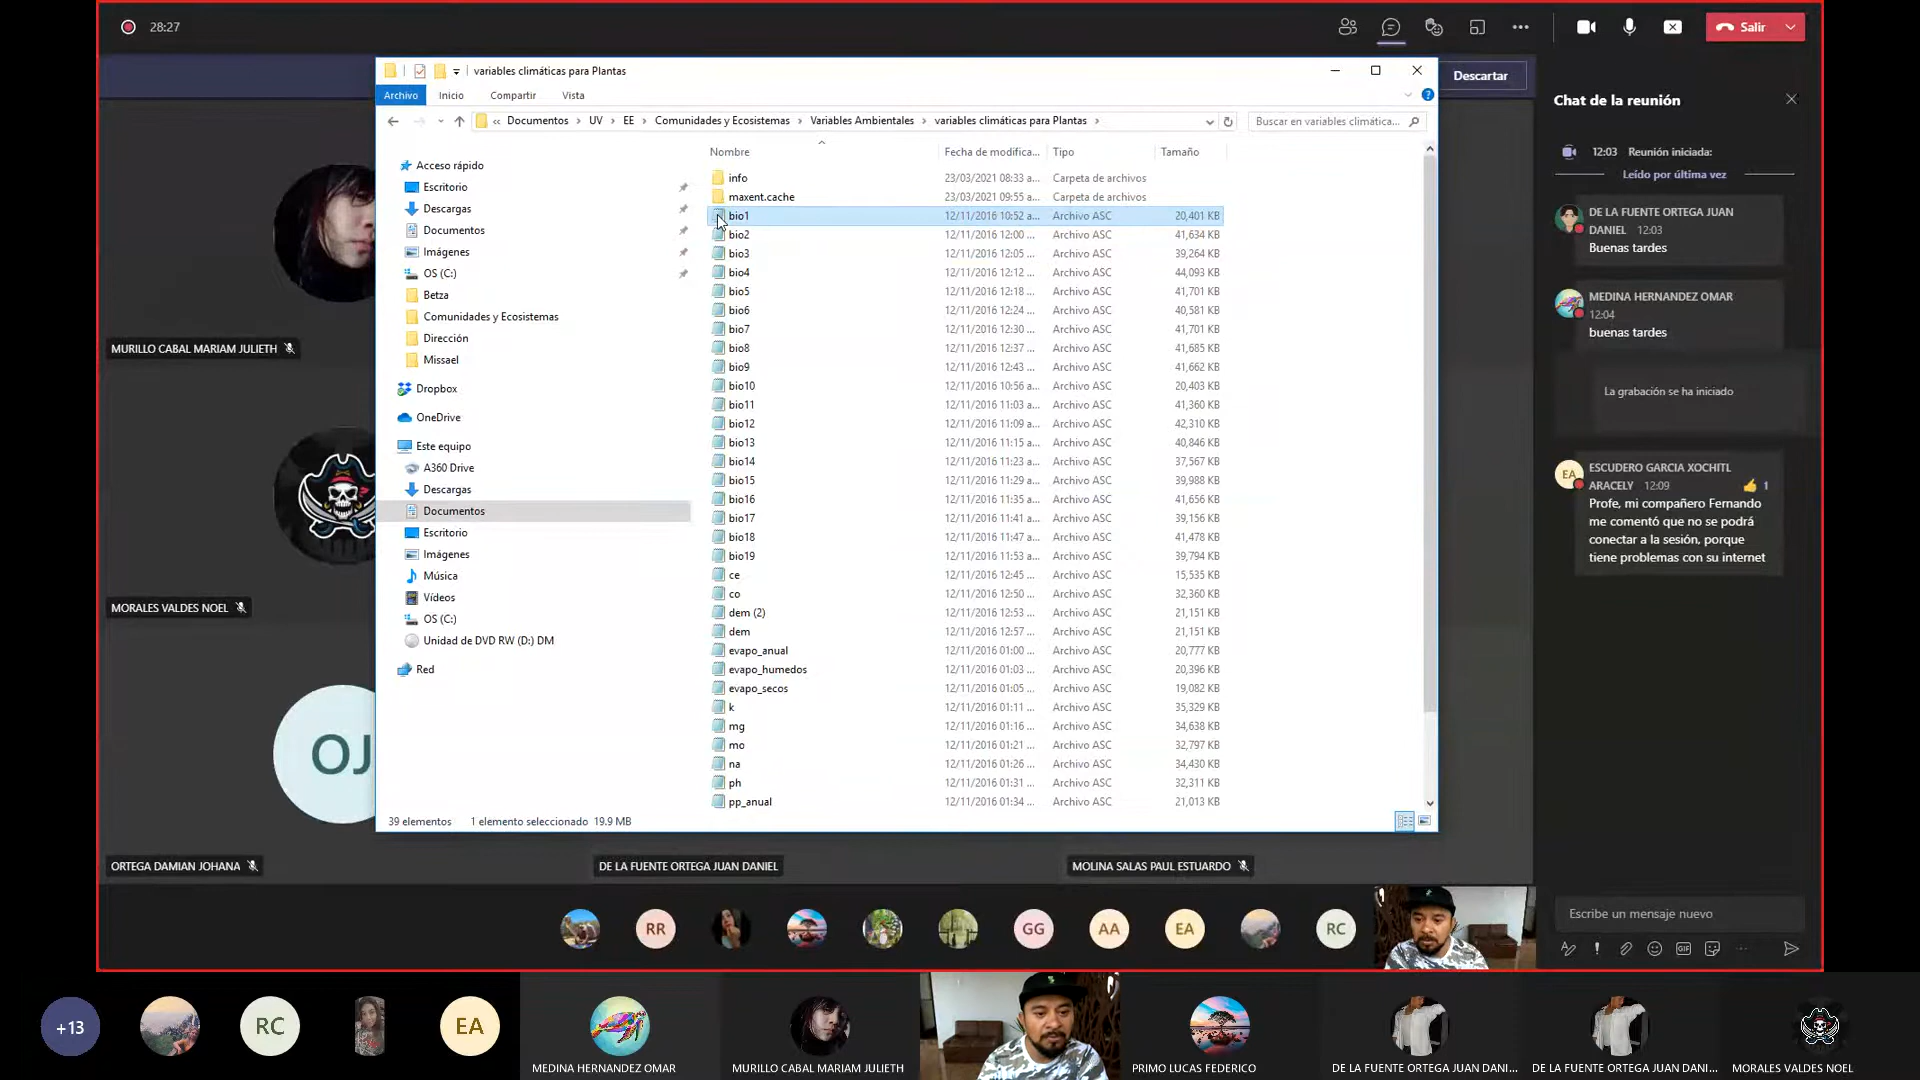 28:27
Salir
variables climáticas para Plantas
Descartar
Archivo
Inicio
Compartir
Vista
« Documentos > UV > EE > Comunidades y Ecosistemas > Variables Ambientales > variables climáticas para Plantas >
Buscar en variables climática...
Nombre
Fecha de modifica...
Tipo
Tamaño
Acceso rápido
Escritorio
Descargas
Documentos
Imágenes
OS (C:)
Betza
Comunidades y Ecosistemas
Dirección
Missael
Dropbox
OneDrive
Este equipo
A360 Drive
Descargas
Documentos
Escritorio
Imágenes
Música
Vídeos
OS (C:)
Unidad de DVD RW (D:) DM
Red
info 23/03/2021 08:33 a... Carpeta de archivos
maxent.cache 23/03/2021 09:55 a... Carpeta de archivos
bio1 12/11/2016 10:52 a... Archivo ASC 20,401 KB
bio2 12/11/2016 12:00 ... Archivo ASC 41,634 KB
bio3 12/11/2016 12:05 ... Archivo ASC 39,264 KB
bio4 12/11/2016 12:12 ... Archivo ASC 44,093 KB
bio5 12/11/2016 12:18 ... Archivo ASC 41,701 KB
bio6 12/11/2016 12:24 ... Archivo ASC 40,581 KB
bio7 12/11/2016 12:30 ... Archivo ASC 41,701 KB
bio8 12/11/2016 12:37 ... Archivo ASC 41,685 KB
bio9 12/11/2016 12:43 ... Archivo ASC 41,662 KB
bio10 12/11/2016 10:56 a... Archivo ASC 20,403 KB
bio11 12/11/2016 11:03 a... Archivo ASC 41,360 KB
bio12 12/11/2016 11:09 a... Archivo ASC 42,310 KB
bio13 12/11/2016 11:15 a... Archivo ASC 40,846 KB
bio14 12/11/2016 11:23 a... Archivo ASC 37,567 KB
bio15 12/11/2016 11:29 a... Archivo ASC 39,988 KB
bio16 12/11/2016 11:35 a... Archivo ASC 41,656 KB
bio17 12/11/2016 11:41 a... Archivo ASC 39,156 KB
bio18 12/11/2016 11:47 a... Archivo ASC 41,478 KB
bio19 12/11/2016 11:53 a... Archivo ASC 39,794 KB
ce 12/11/2016 12:45 ... Archivo ASC 15,535 KB
co 12/11/2016 12:50 ... Archivo ASC 32,360 KB
dem (2) 12/11/2016 12:53 ... Archivo ASC 21,151 KB
dem 12/11/2016 12:57 ... Archivo ASC 21,151 KB
evapo_anual 12/11/2016 01:00 ... Archivo ASC 20,777 KB
evapo_humedos 12/11/2016 01:03 ... Archivo ASC 20,396 KB
evapo_secos 12/11/2016 01:05 ... Archivo ASC 19,082 KB
k 12/11/2016 01:11 ... Archivo ASC 35,329 KB
mg 12/11/2016 01:16 ... Archivo ASC 34,638 KB
mo 12/11/2016 01:21 ... Archivo ASC 32,797 KB
na 12/11/2016 01:26 ... Archivo ASC 34,430 KB
ph 12/11/2016 01:31 ... Archivo ASC 32,311 KB
pp_anual 12/11/2016 01:34 ... Archivo ASC 21,013 KB
39 elementos 1 elemento seleccionado 19.9 MB
Chat de la reunión
12:03 Reunión iniciada:
Leído por última vez
DE LA FUENTE ORTEGA JUAN
DANIEL 12:03
Buenas tardes
MEDINA HERNANDEZ OMAR
12:04
buenas tardes
La grabación se ha iniciado
EA
ESCUDERO GARCIA XOCHITL
ARACELY 12:09 1
Profe, mi compañero Fernando
me comentó que no se podrá
conectar a la sesión, porque
tiene problemas con su internet
Escribe un mensaje nuevo
GIF
MURILLO CABAL MARIAM JULIETH
MORALES VALDES NOEL
OJ
ORTEGA DAMIAN JOHANA
DE LA FUENTE ORTEGA JUAN DANIEL
MOLINA SALAS PAUL ESTUARDO
RR
GG
AA
EA
RC
+13
RC
EA
MEDINA HERNANDEZ OMAR
MURILLO CABAL MARIAM JULIETH
PRIMO LUCAS FEDERICO
DE LA FUENTE ORTEGA JUAN DANI...
DE LA FUENTE ORTEGA JUAN DANI...
MORALES VALDES NOEL